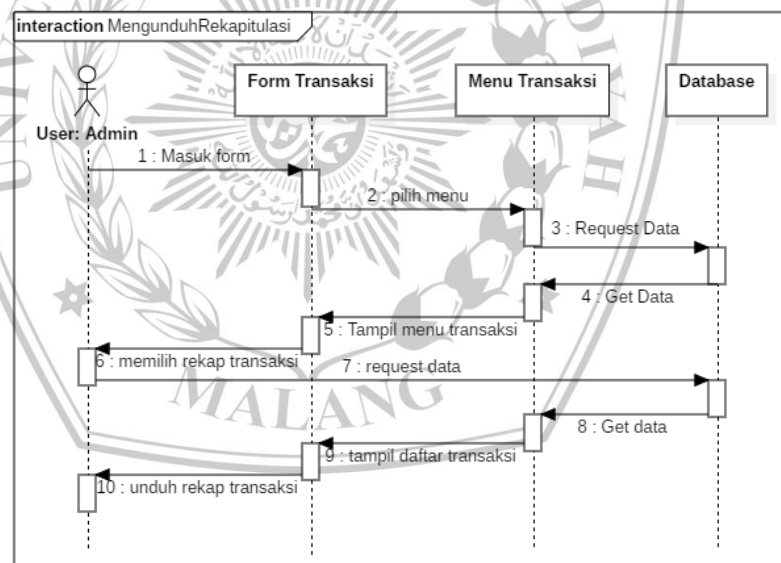 interaction MengunduhRekapitulasi
Form Transaksi
Menu Transaksi
Database
User: Admin
1 : Masuk form
2 : pilih menu
3 : Request Data
4 : Get Data
5 : Tampil menu transaksi
6 : memilih rekap transaksi
7 : request data
8 : Get data
9 : tampil daftar transaksi
10 : unduh rekap transaksi
MALANG